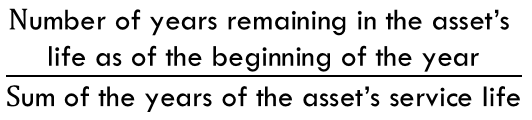 Number of years remaining in the asset's
life as of the beginning of the year
Sum of the years of the asset's service life